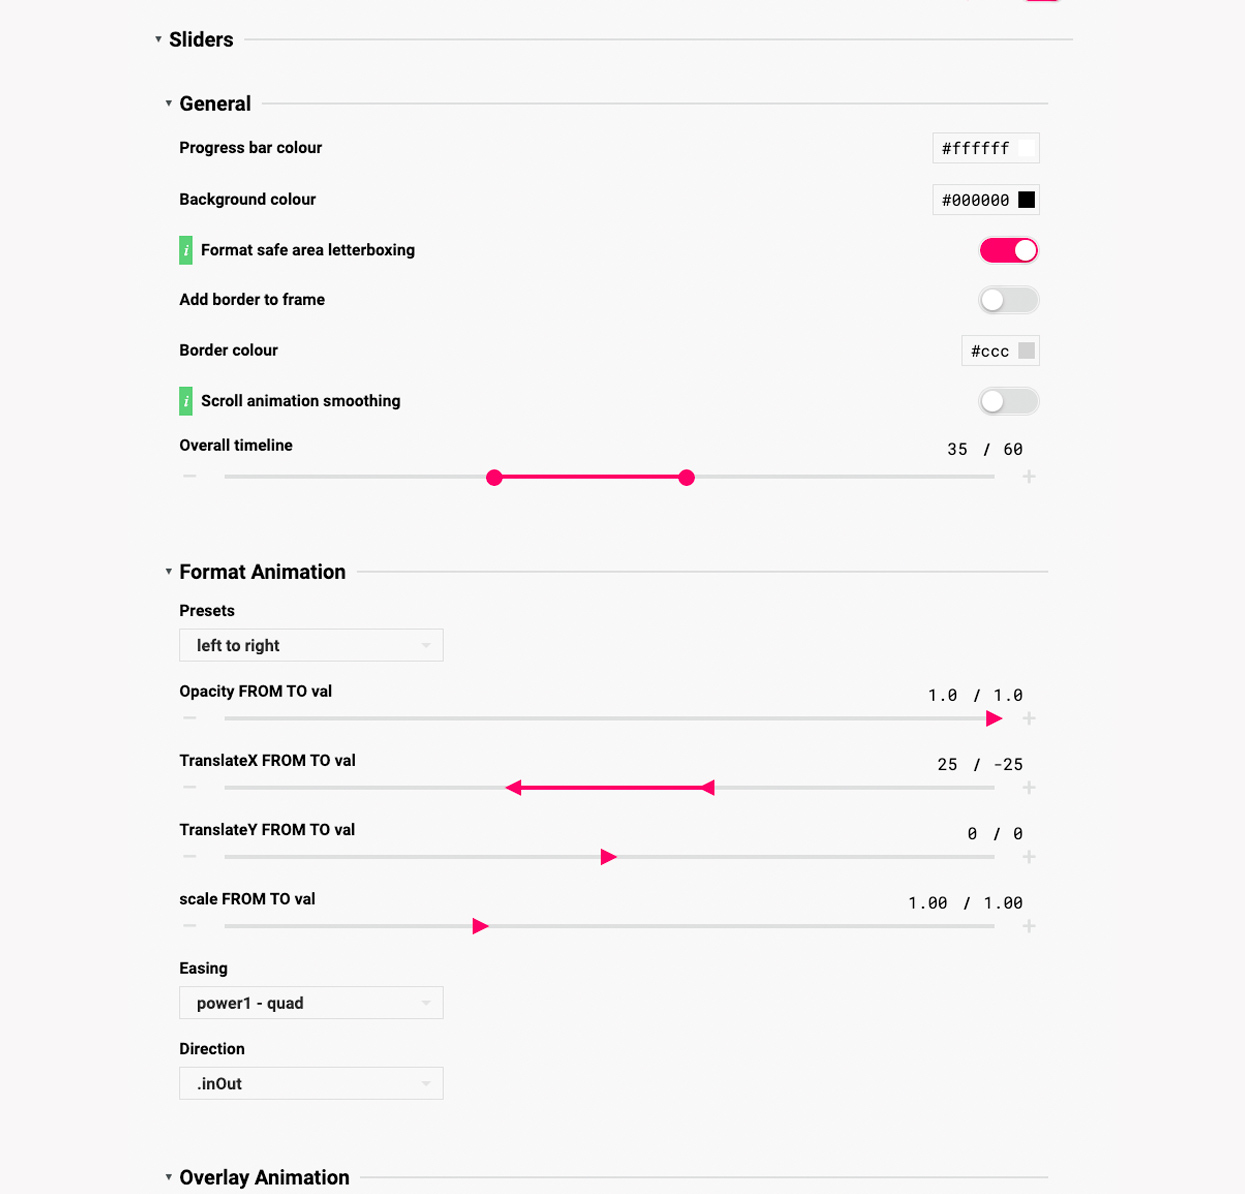 Sliders
General
Progress bar colour
#ffffff
Background colour
#000000
i Format safe area letterboxing
Add border to frame
Border colour
#ccc
i Scroll animation smoothing
Overall timeline
35 / 60
Format Animation
Presets
left to right
Opacity FROM TO val
1.0 / 1.0
TranslateX FROM TO val
25 / -25
TranslateY FROM TO val
0 / 0
scale FROM TO val
1.00 / 1.00
Easing
power1 - quad
Direction
.inOut
Overlay Animation